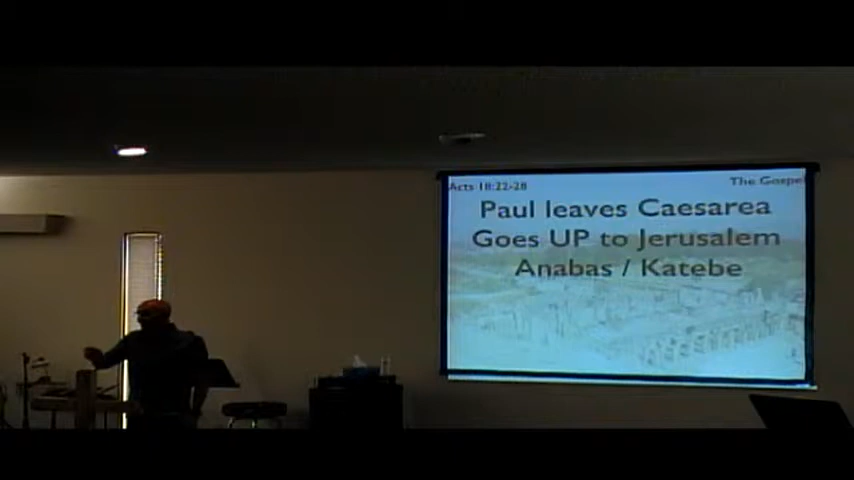 Acts 18:22-28
The Gospel
Paul leaves Caesarea
Goes UP to Jerusalem
Anabas / Katebe